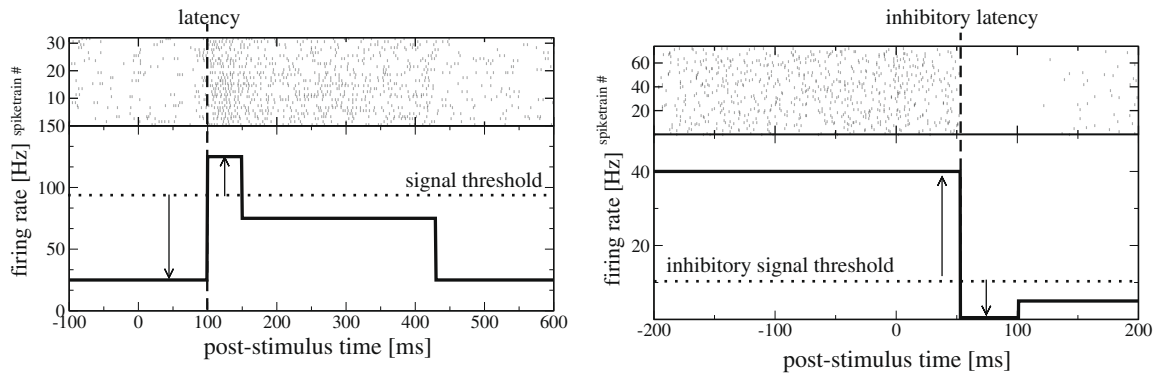 latency
30
10
spiketrain #
150
100
50
0
firing rate [Hz]
signal threshold
-100 0 100 200 300 400 500 600
post-stimulus time [ms]
inhibitory latency
60
40
20
spiketrain #
40
20
firing rate [Hz]
inhibitory signal threshold
-200 -100 0 100 200
post-stimulus time [ms]